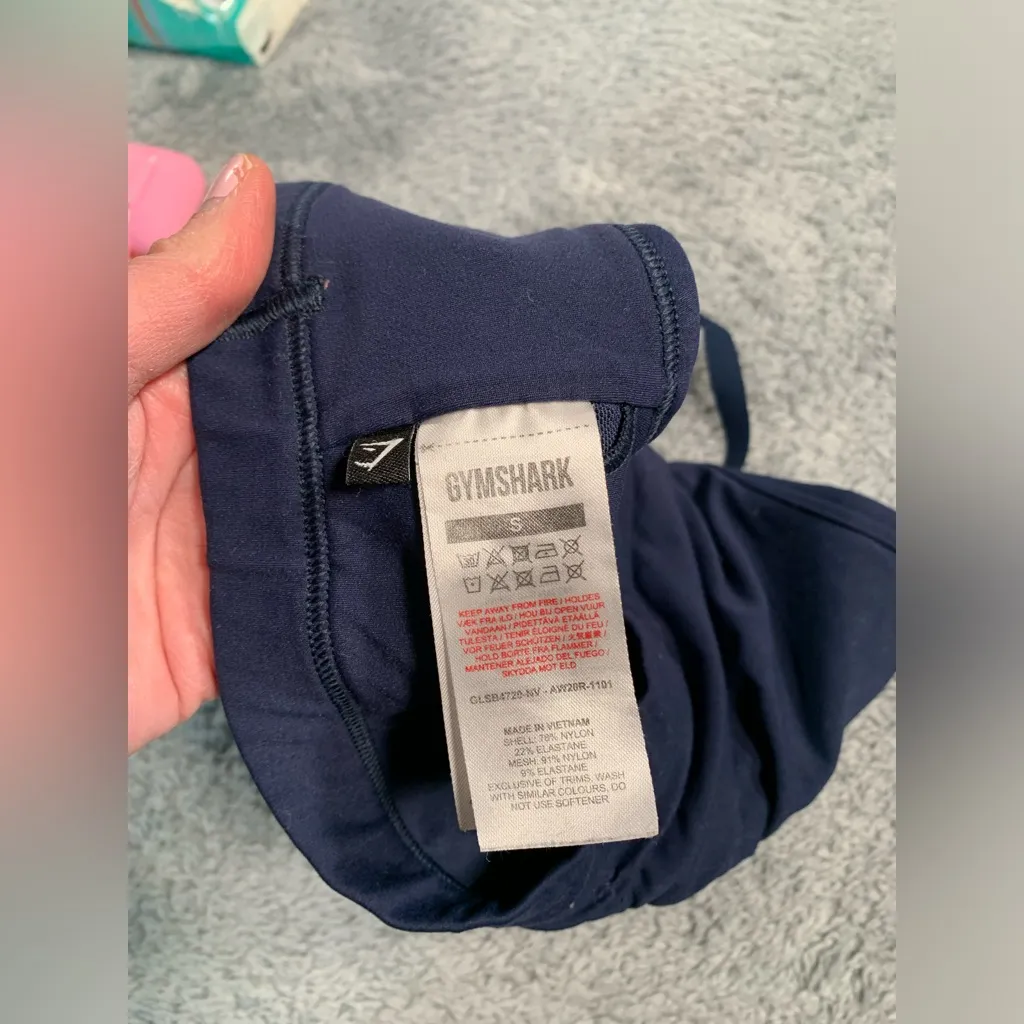 GYMSHARK
S
KEEP AWAY FROM FIRE / HOLDES
VÆK FRA ILD / HOU BIJ OPEN VUUR
VANDAAN / PIDETTÄVÄ ETÄÄLLÄ
TULESTA / TENIR ÉLOIGNÉ DU FEU /
VOR FEUER SCHÜTZEN / 火気厳禁 /
HOLD BORTE FRA FLAMMER /
MANTENER ALEJADO DEL FUEGO /
SKYDDA MOT ELD
GLSB4720-NV - AW20R-1101
MADE IN VIETNAM
SHELL: 78% NYLON
22% ELASTANE
MESH: 91% NYLON
9% ELASTANE
EXCLUSIVE OF TRIMS, WASH
WITH SIMILAR COLOURS, DO
NOT USE SOFTENER